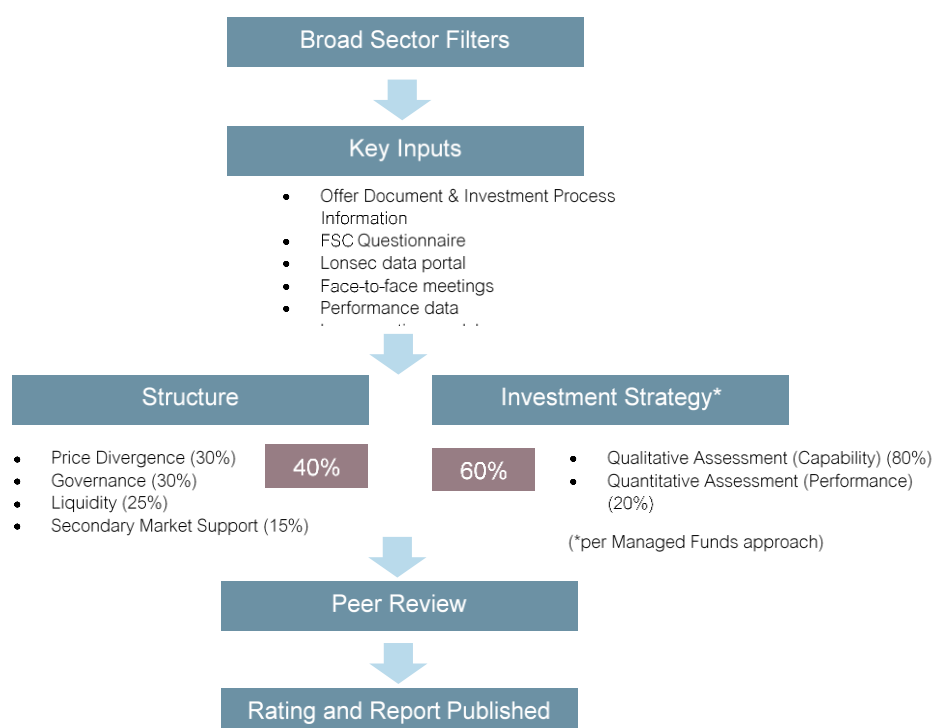 Broad Sector Filters
Key Inputs
• Offer Document & Investment Process
Information
• FSC Questionnaire
• Lonsec data portal
• Face-to-face meetings
• Performance data
Structure
• Price Divergence (30%)
• Governance (30%)
• Liquidity (25%)
• Secondary Market Support (15%)
40%
Investment Strategy*
60%
• Qualitative Assessment (Capability) (80%)
• Quantitative Assessment (Performance)
(20%)
(*per Managed Funds approach)
Peer Review
Rating and Report Published